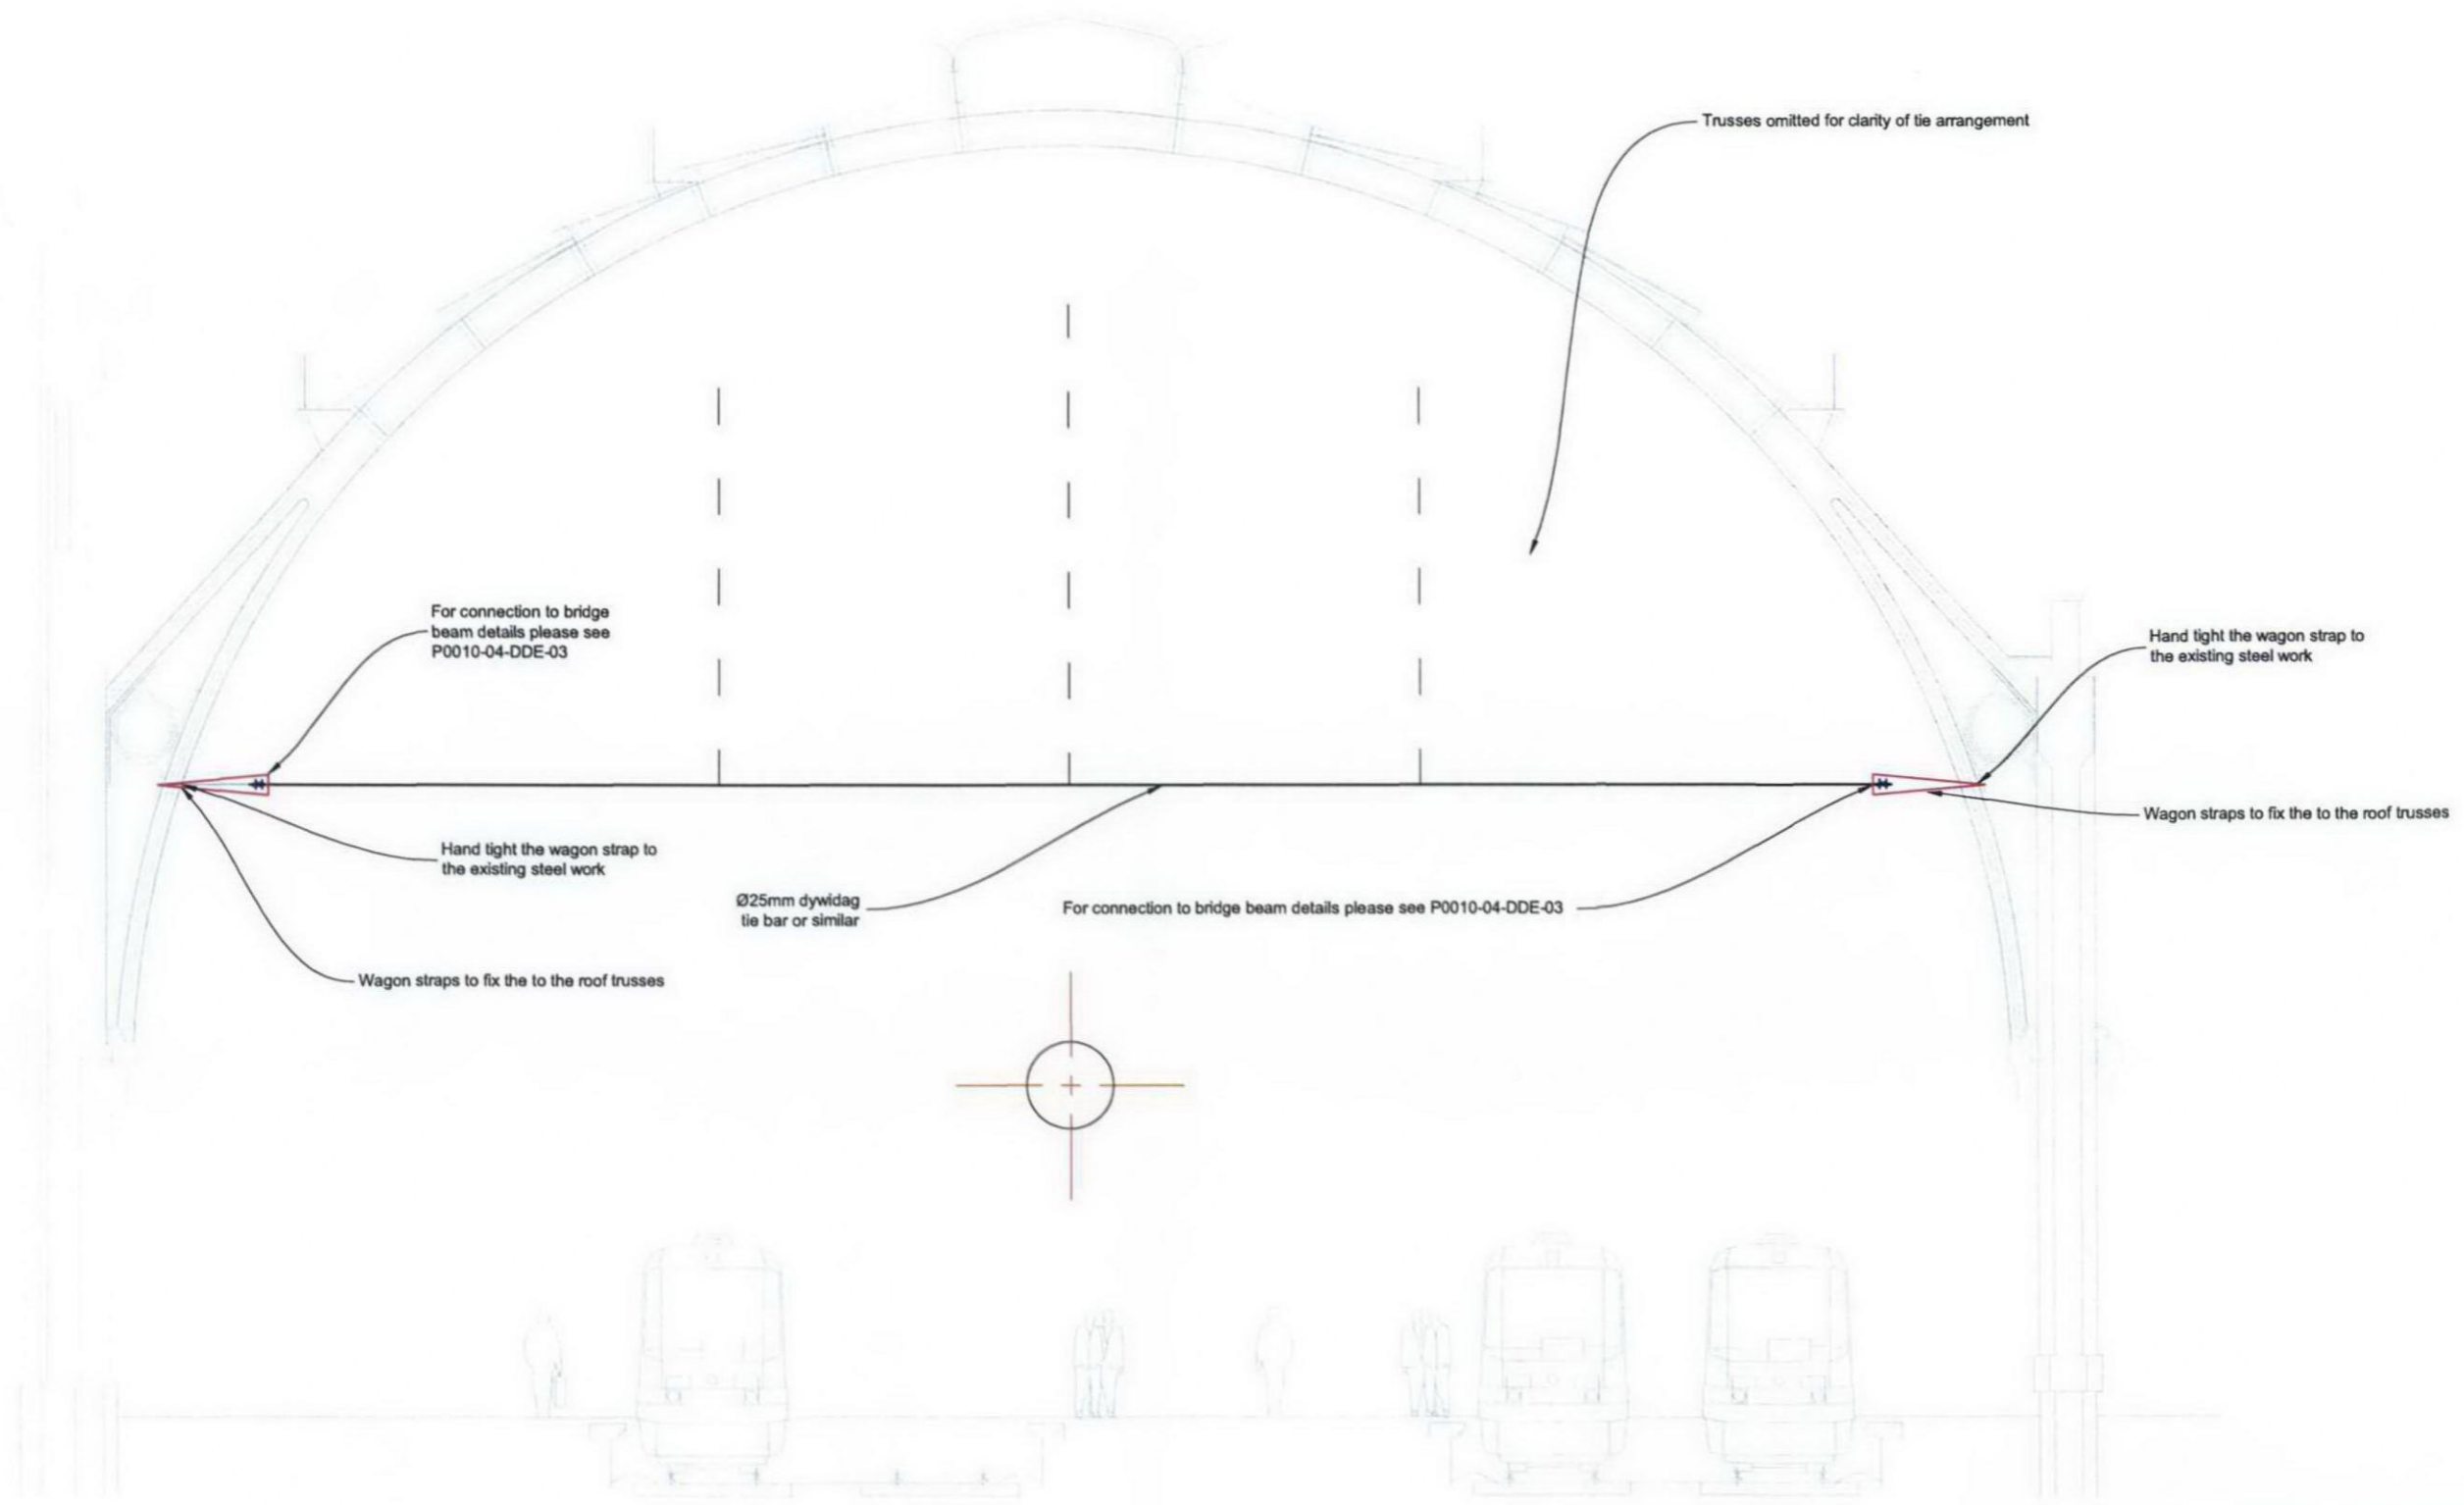 Trusses omitted for clarity of tie arrangement
For connection to bridge
beam details please see
P0010-04-DDE-03
Hand tight the wagon strap to
the existing steel work
Wagon straps to fix the to the roof trusses
Hand tight the wagon strap to
the existing steel work
Ø25mm dywidag
tie bar or similar
For connection to bridge beam details please see P0010-04-DDE-03
Wagon straps to fix the to the roof trusses